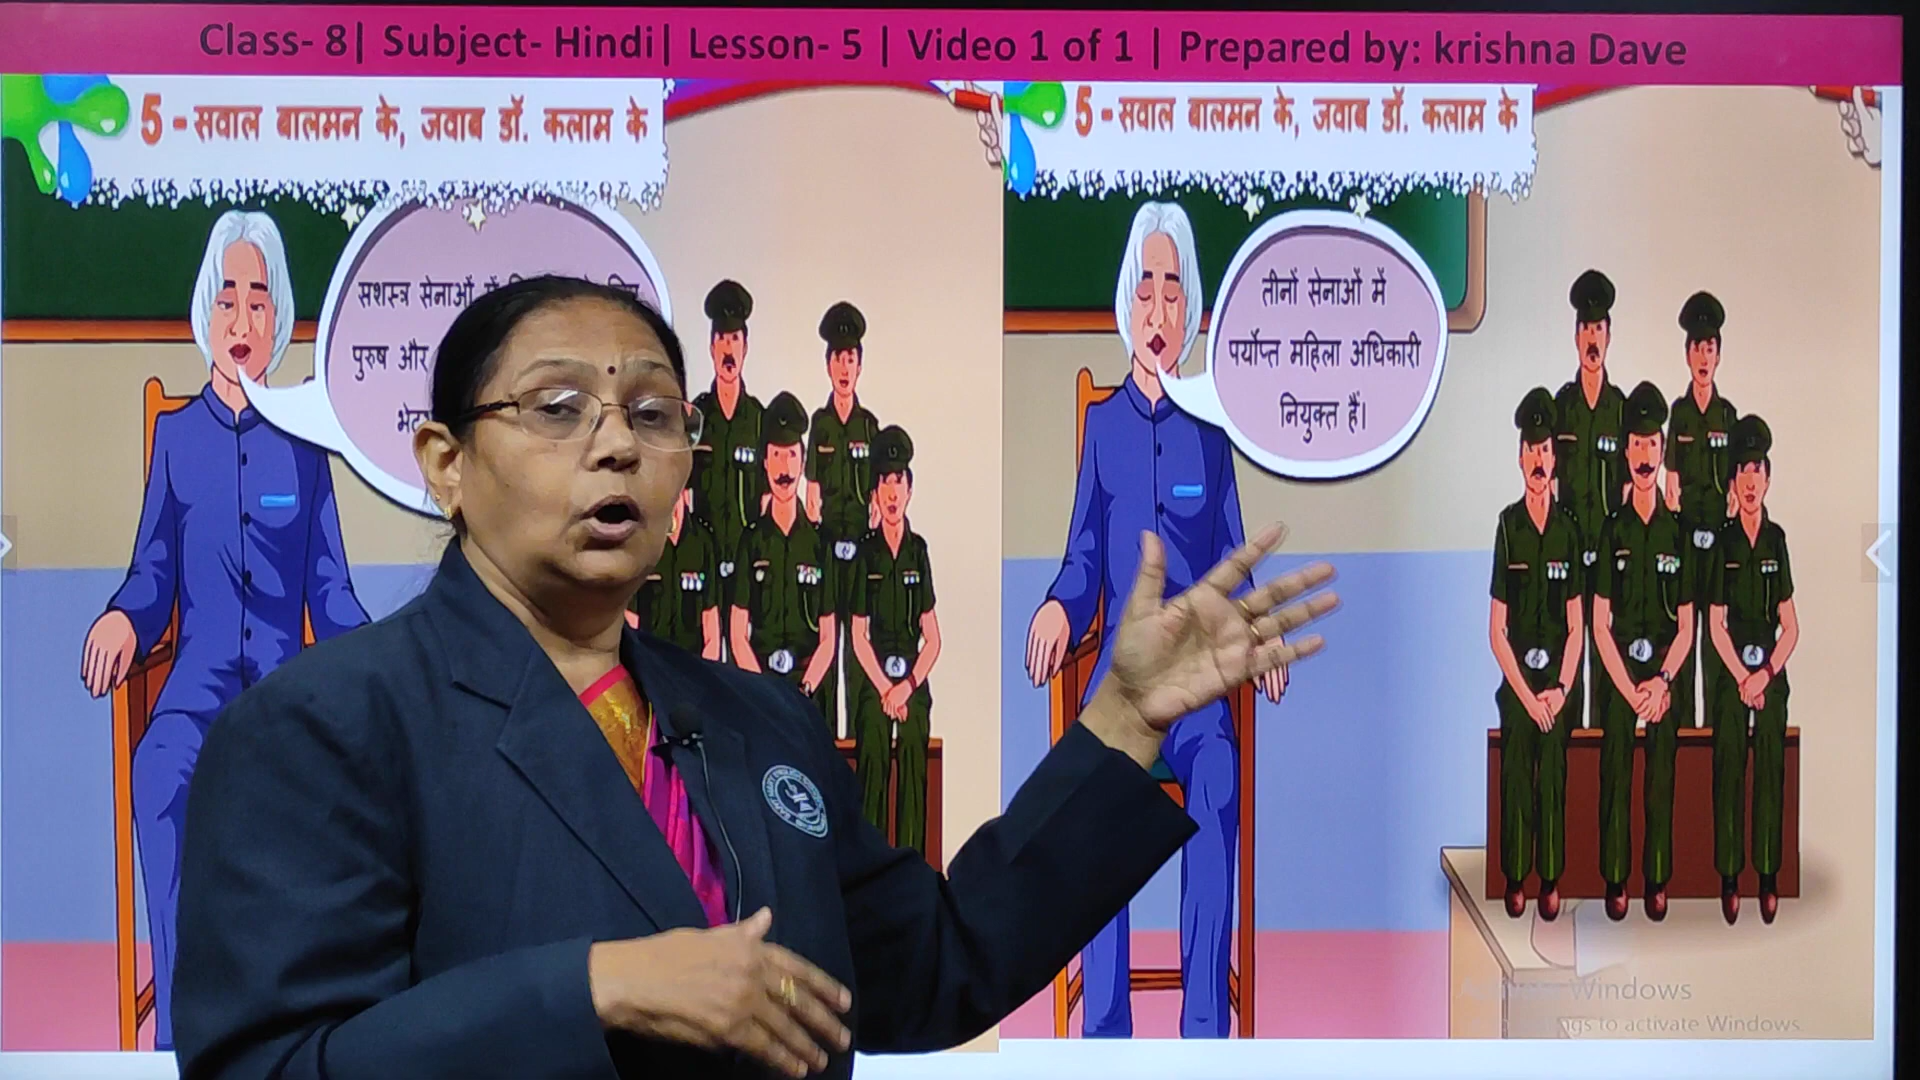 Class- 8| Subject- Hindi| Lesson- 5 | Video 1 of 1 | Prepared by: krishna Dave
5 - सवाल बालमन के, जवाब डॉ. कलाम के
सशस्त्र सेनाओं
पुरुष और
5 - सवाल बालमन के, जवाब डॉ. कलाम के
तीनों सेनाओं में
पर्याप्त महिला अधिकारी
नियुक्त हैं।
Windows
to activate Windows.